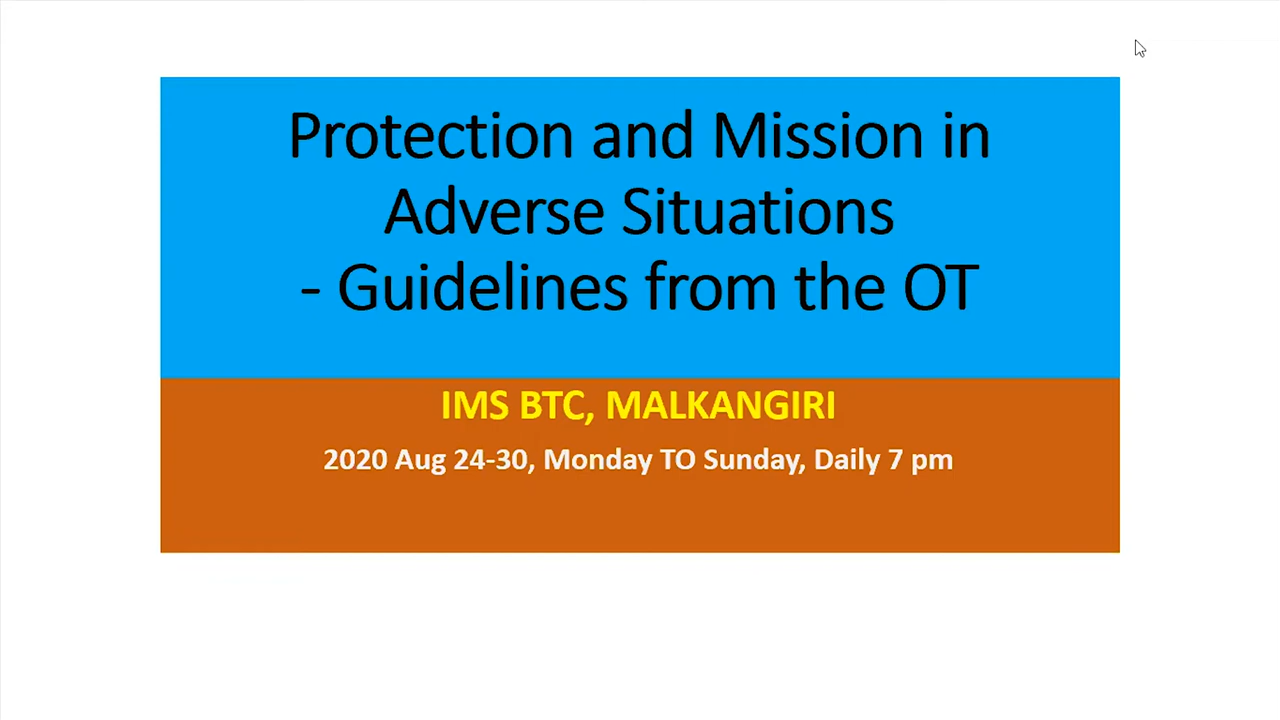 Protection and Mission in
Adverse Situations
- Guidelines from the OT
IMS BTC, MALKANGIRI
2020 Aug 24-30, Monday TO Sunday, Daily 7 pm